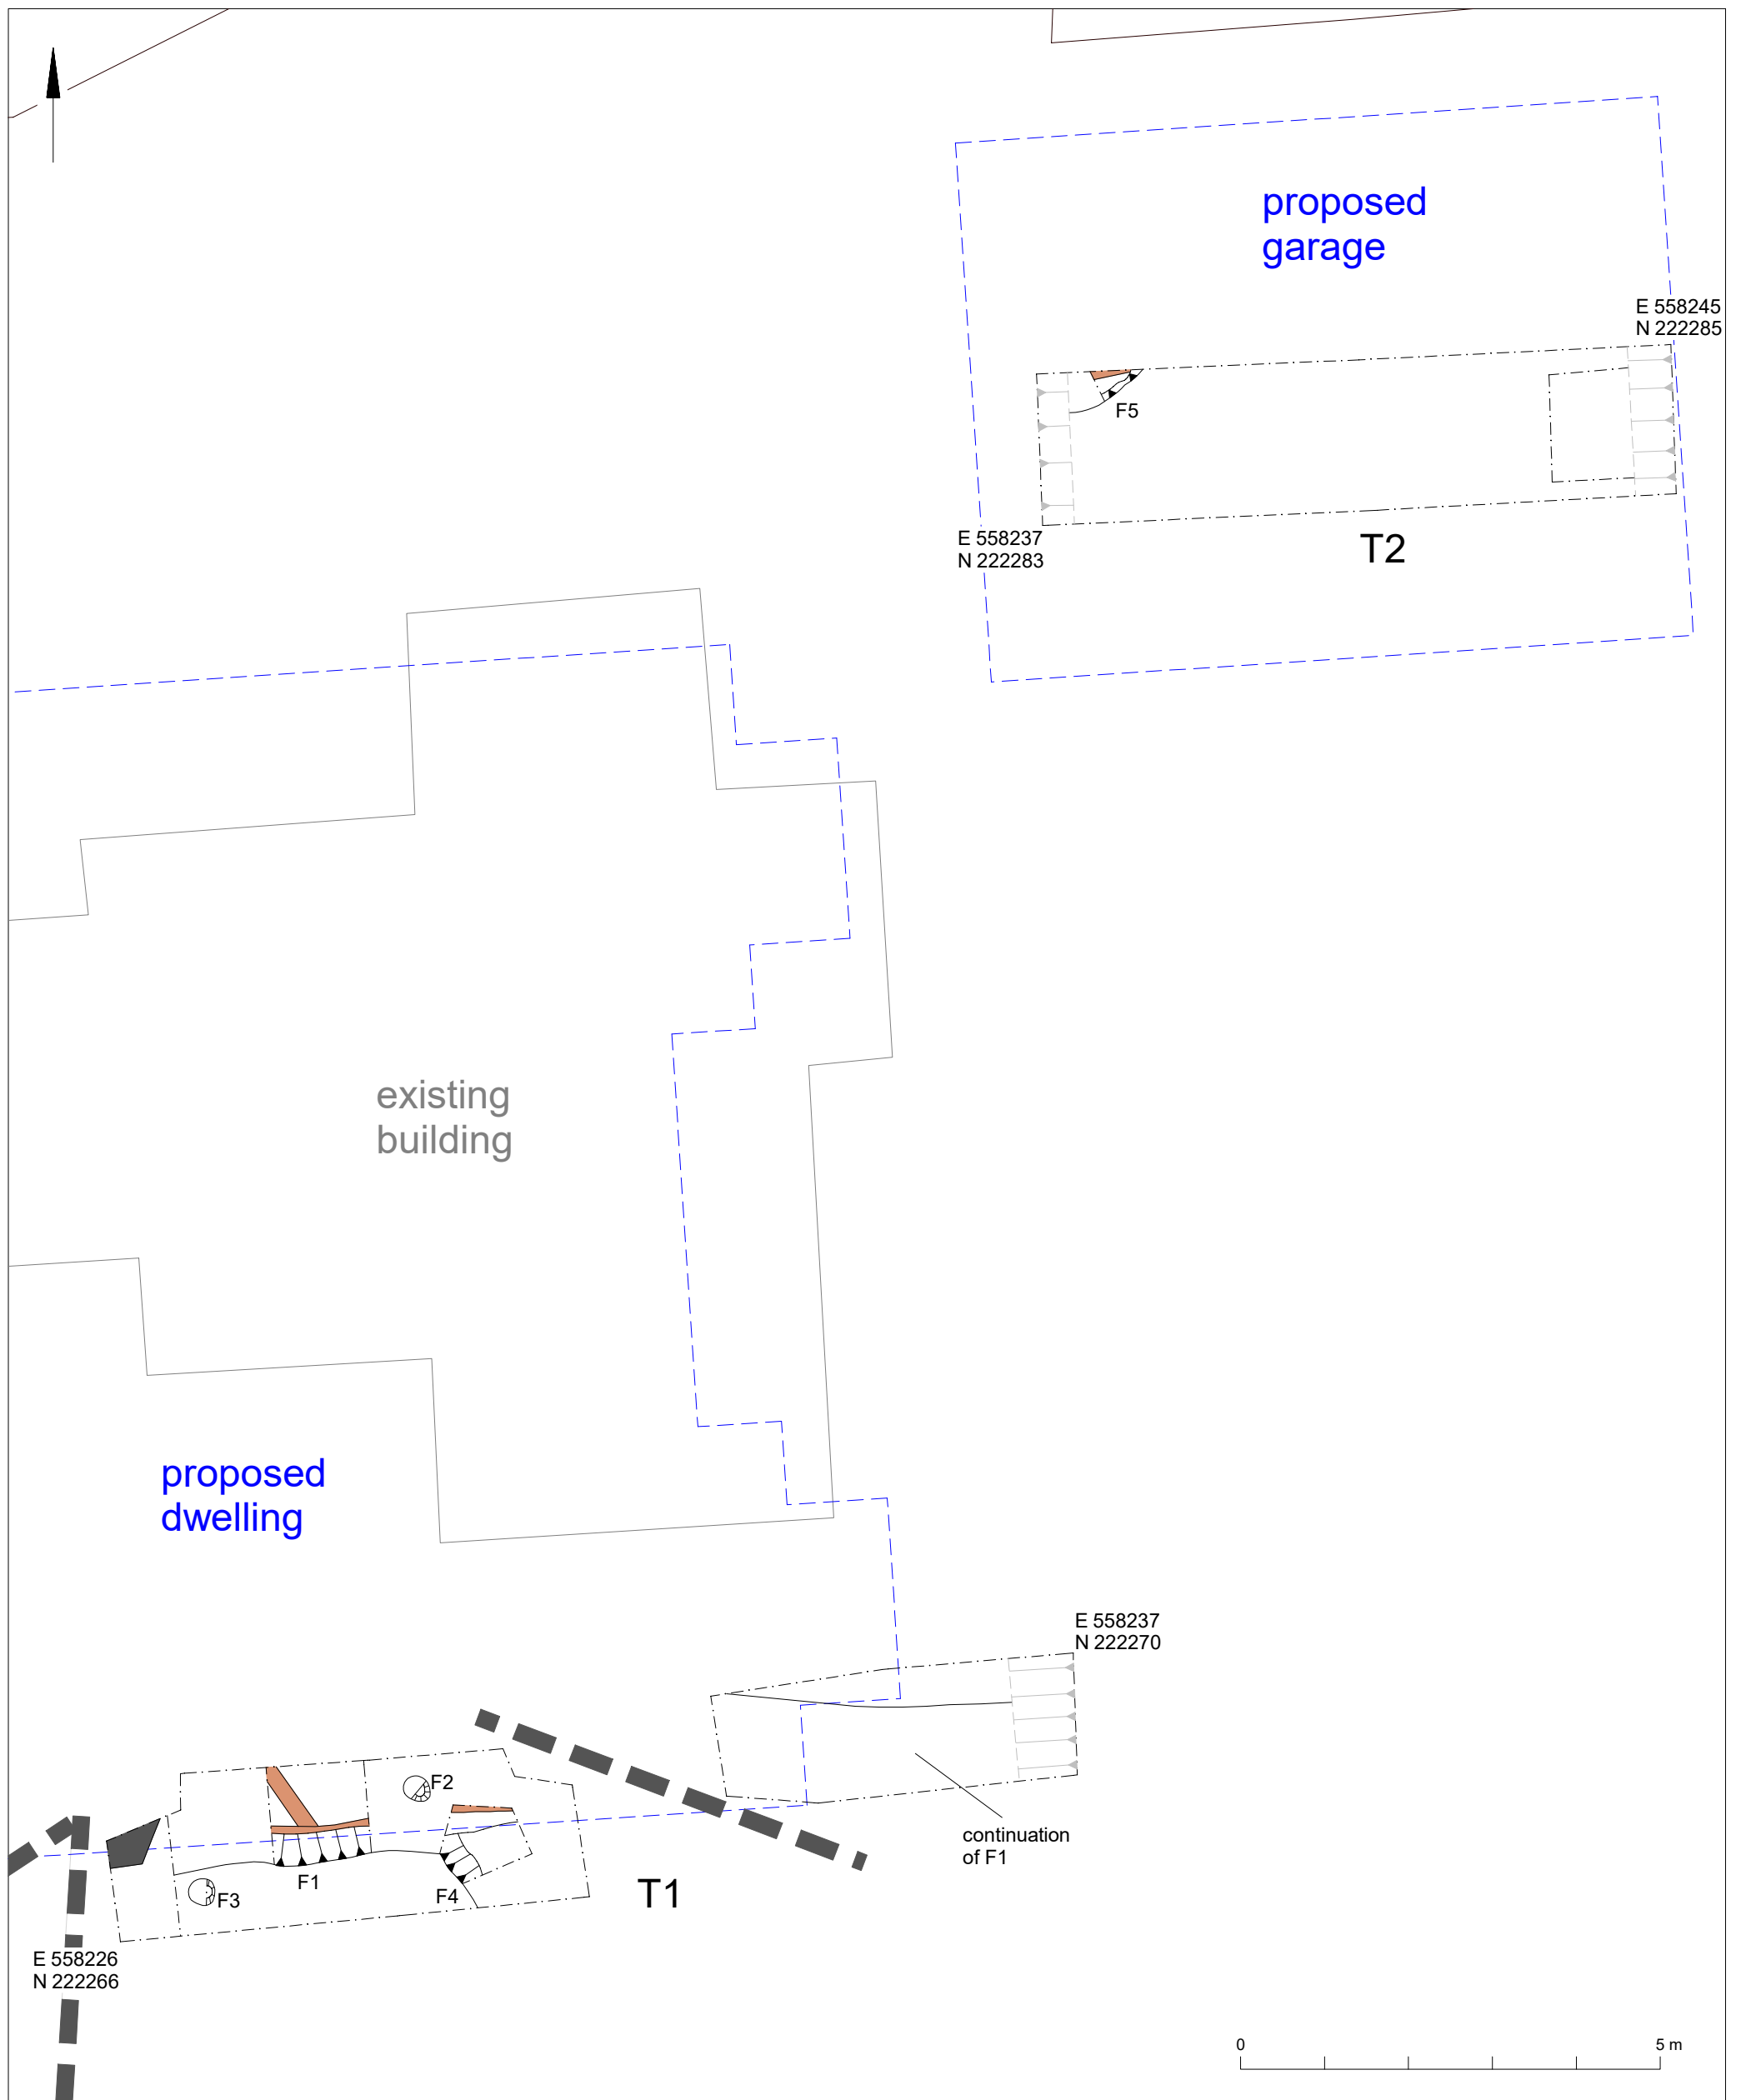 proposed
garage
E 558245
N 222285
F5
E 558237
N 222283
T2
existing
building
proposed
dwelling
E 558237
N 222270
F2
continuation
of F1
F1
F3
F4
T1
E 558226
N 222266
0
5 m